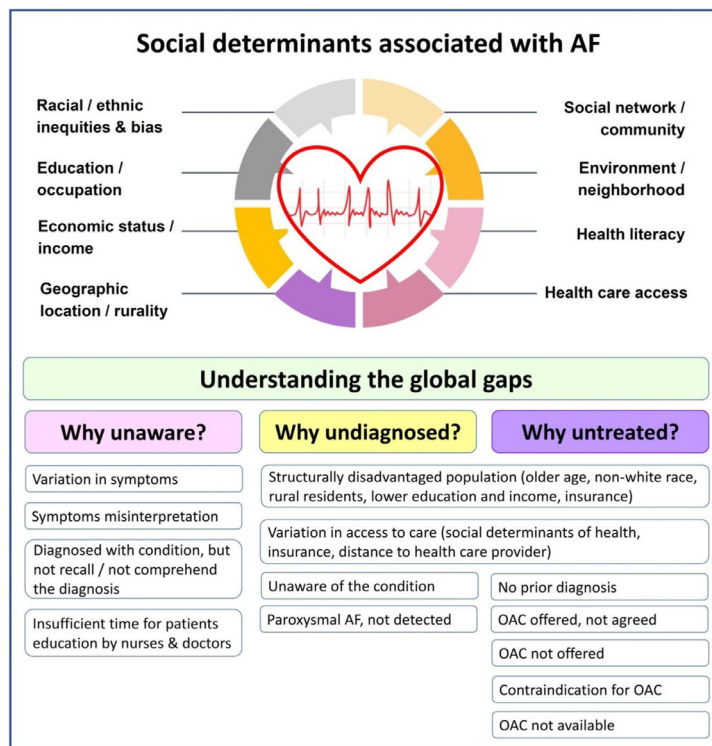 Social determinants associated with AF
Racial / ethnic
inequities & bias
Education /
occupation
Economic status /
income
Geographic
location / rurality
Social network /
community
Environment /
neighborhood
Health literacy
Health care access
Understanding the global gaps
Why unaware?
Variation in symptoms
Symptoms misinterpretation
Diagnosed with condition, but
not recall / not comprehend
the diagnosis
Insufficient time for patients
education by nurses & doctors
Why undiagnosed?
Why untreated?
Structurally disadvantaged population (older age, non-white race,
rural residents, lower education and income, insurance)
Variation in access to care (social determinants of health,
insurance, distance to health care provider)
Unaware of the condition
Paroxysmal AF, not detected
No prior diagnosis
OAC offered, not agreed
OAC not offered
Contraindication for OAC
OAC not available